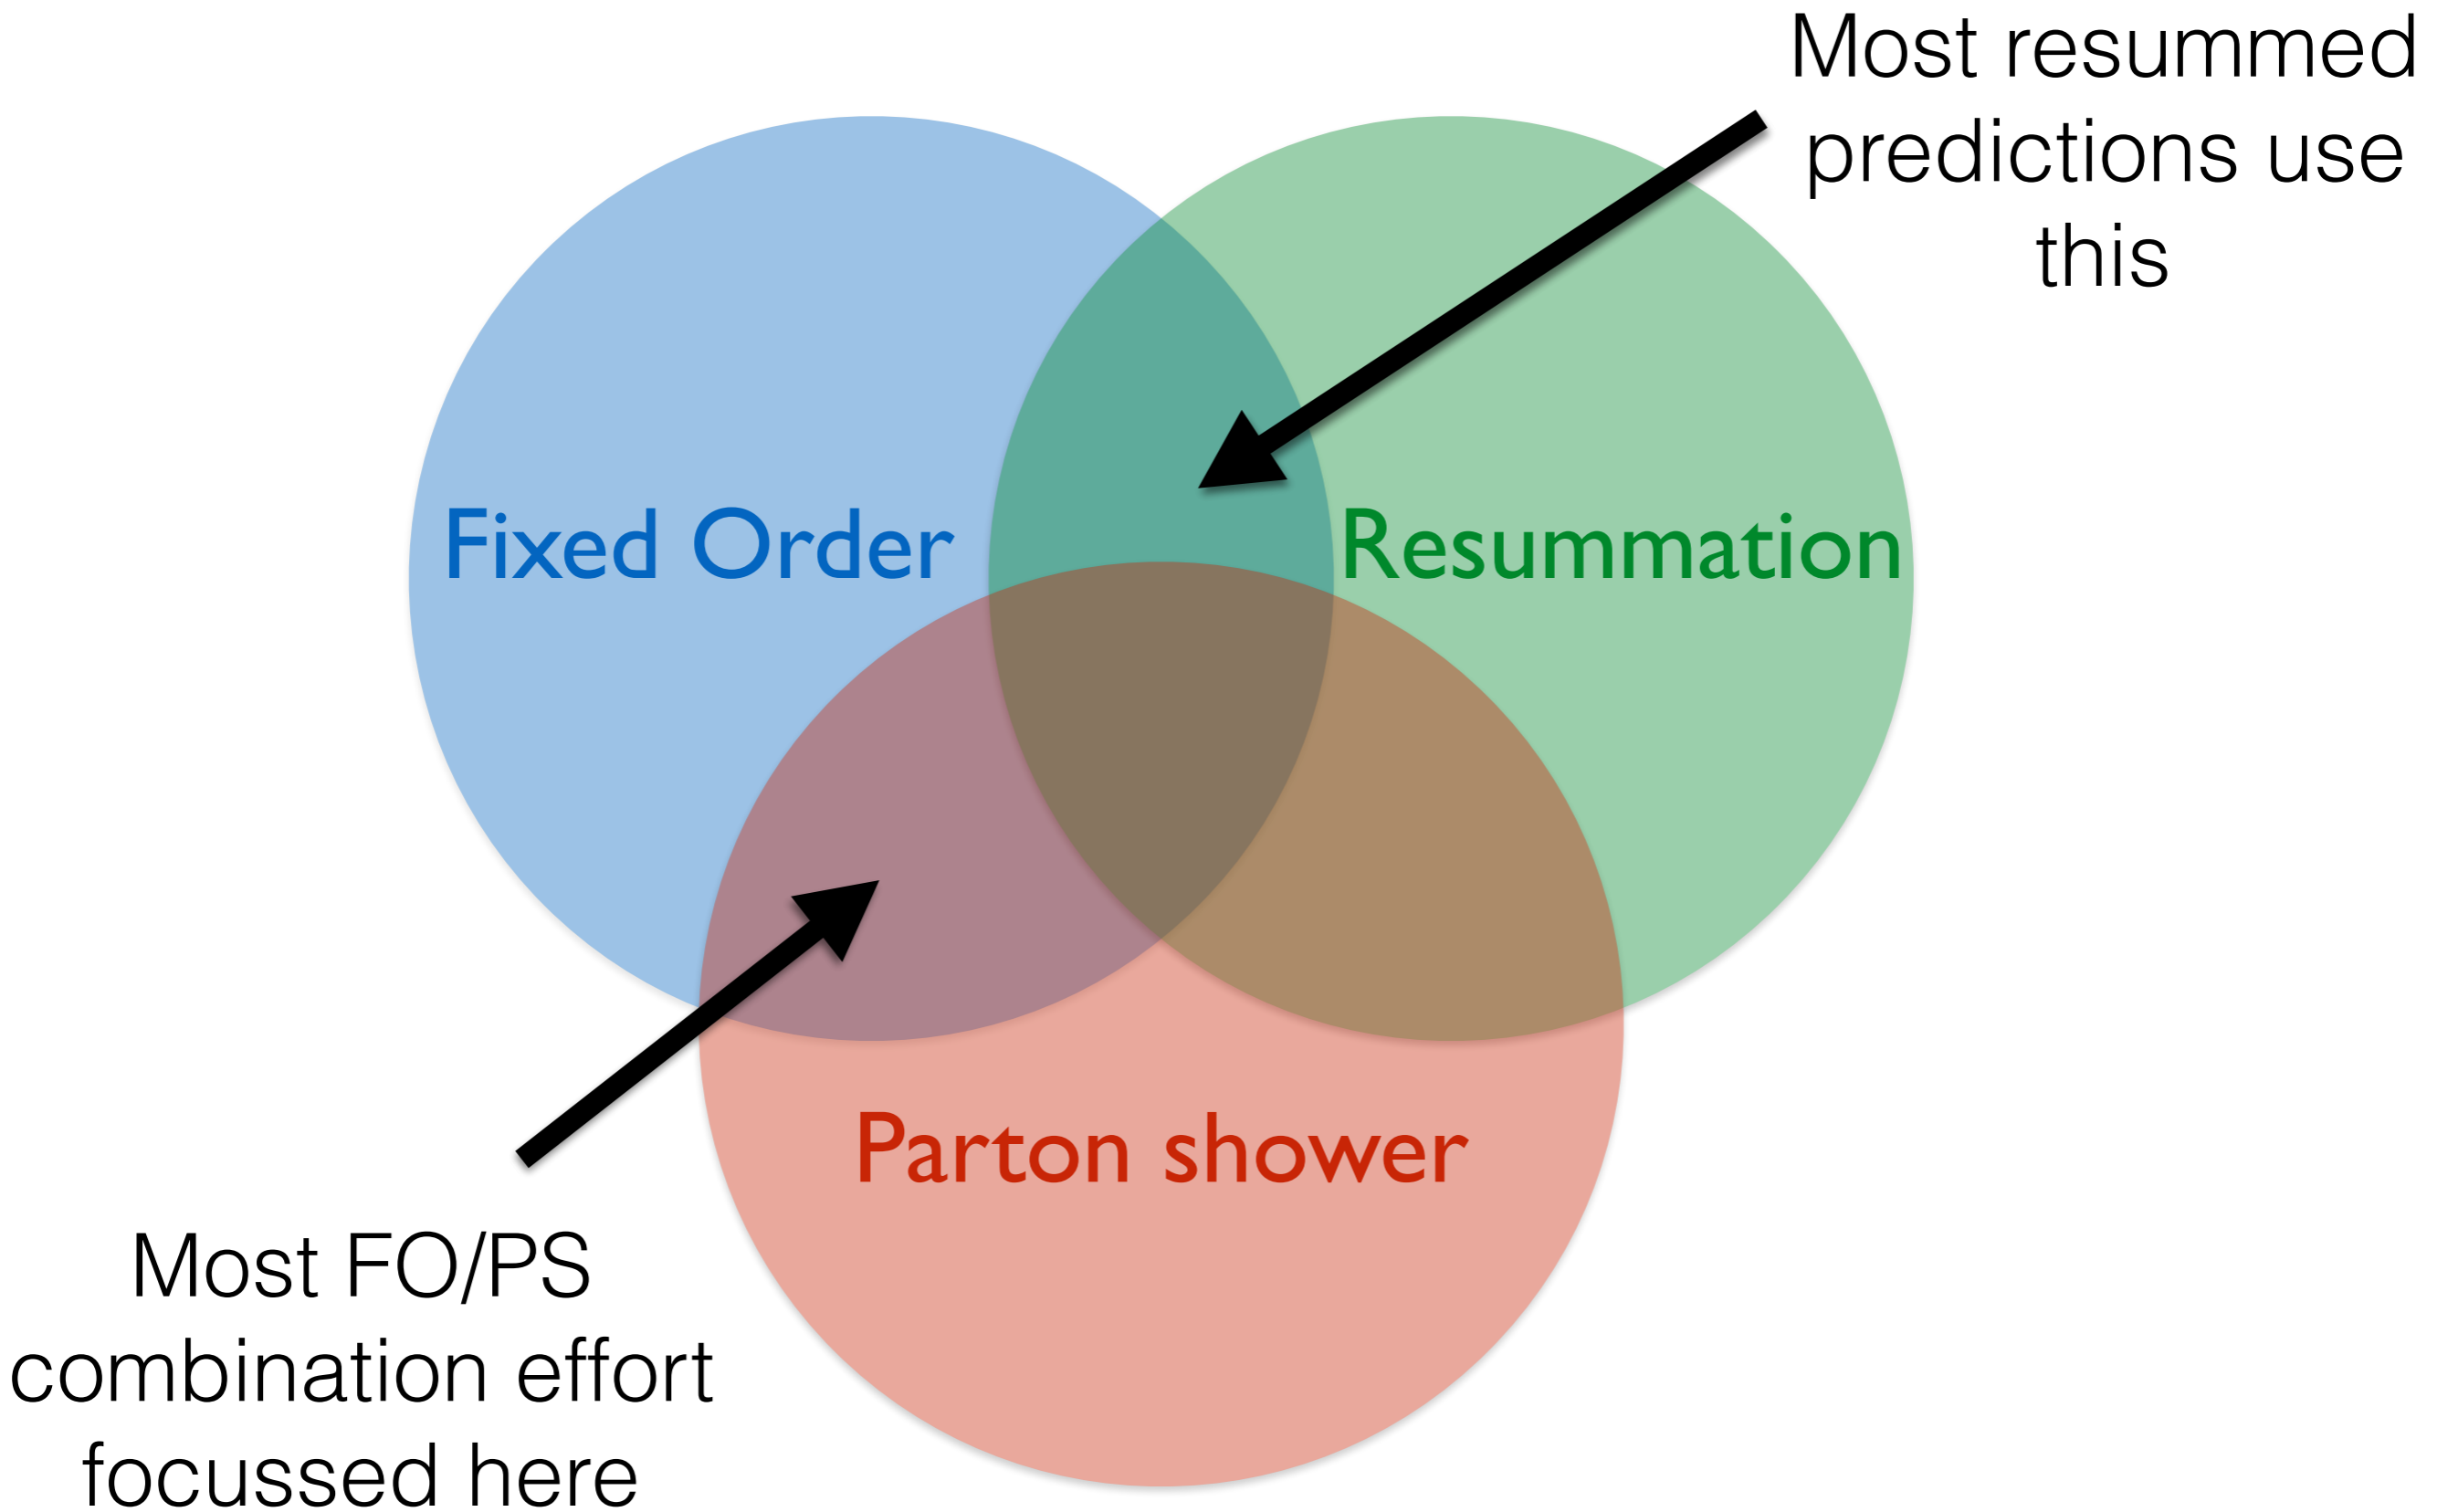 Most resummed
predictions use
this
Fixed Order
Resummation
Parton shower
Most FO/PS
combination effort
focussed here